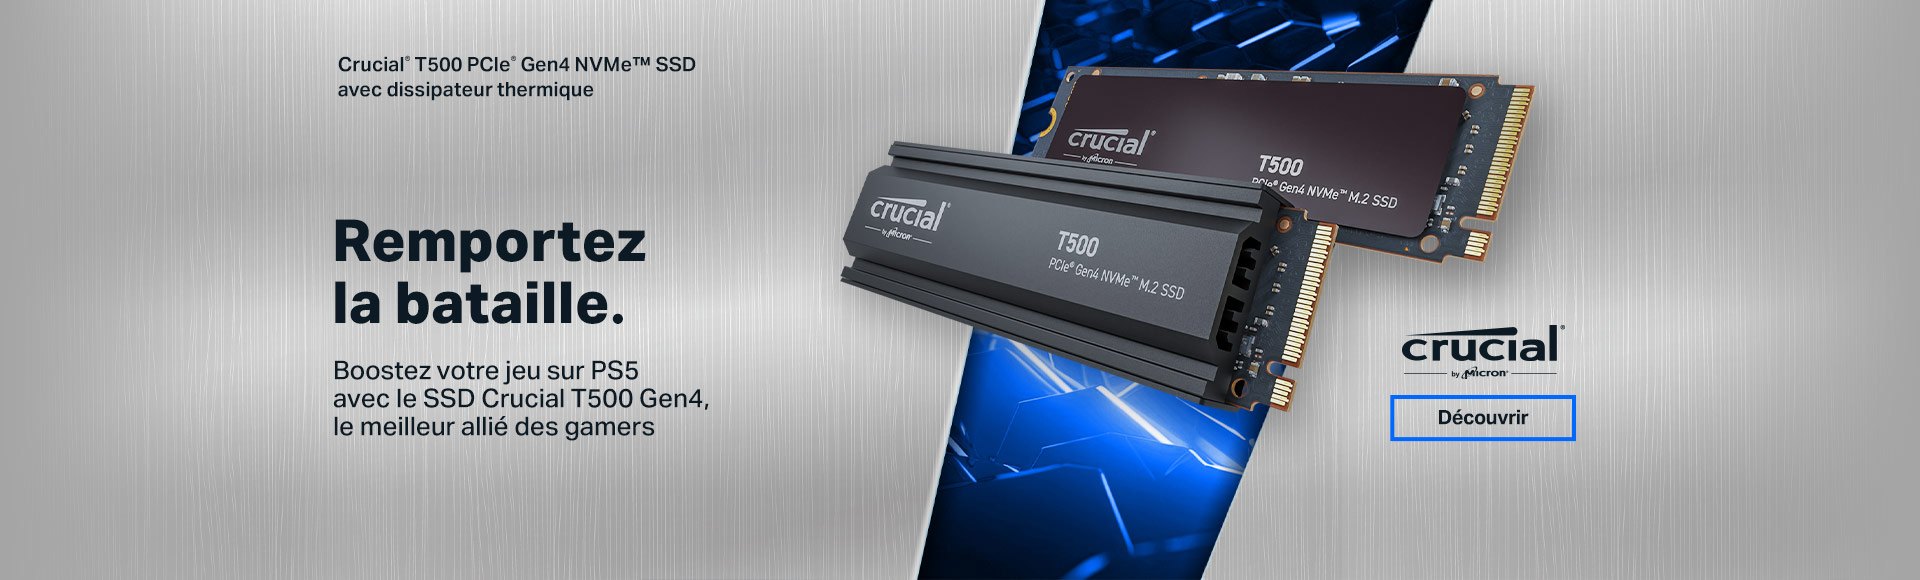 Crucial® T500 PCIe® Gen4 NVMe™ SSD
avec dissipateur thermique
Remportez
la bataille.
Boostez votre jeu sur PS5
avec le SSD Crucial T500 Gen4,
le meilleur allié des gamers
crucial®
by Micron
T500
PCIe® Gen4 NVMe™ M.2 SSD
crucial®
by Micron®
T500
PCIe® Gen4 NVMe™ M.2 SSD
crucial®
by Micron®
Découvrir